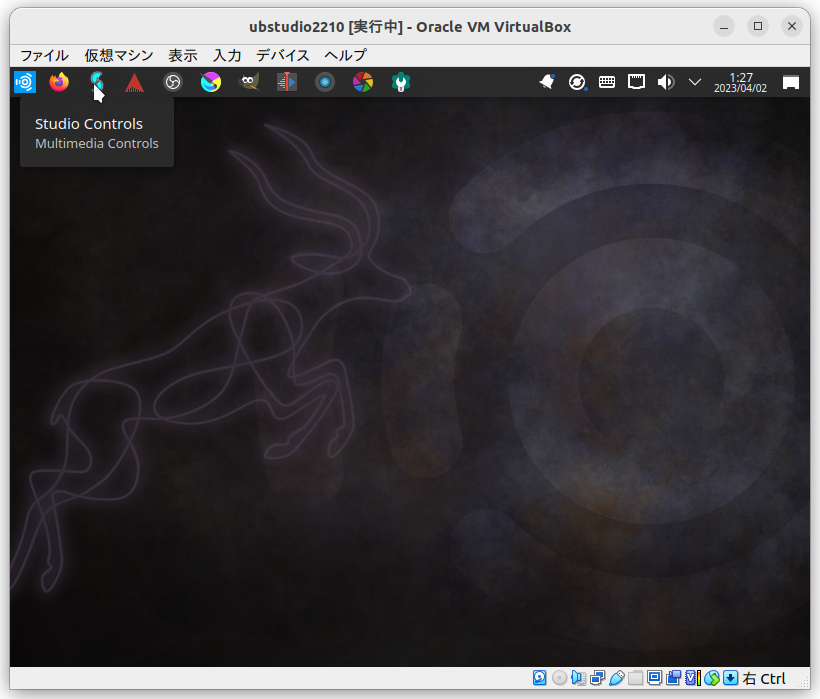 ubstudio2210 [実行中] - Oracle VM VirtualBox
ファイル 仮想マシン 表示 入力 デバイス ヘルプ
1:27
2023/04/02
Studio Controls
Multimedia Controls
右 Ctrl